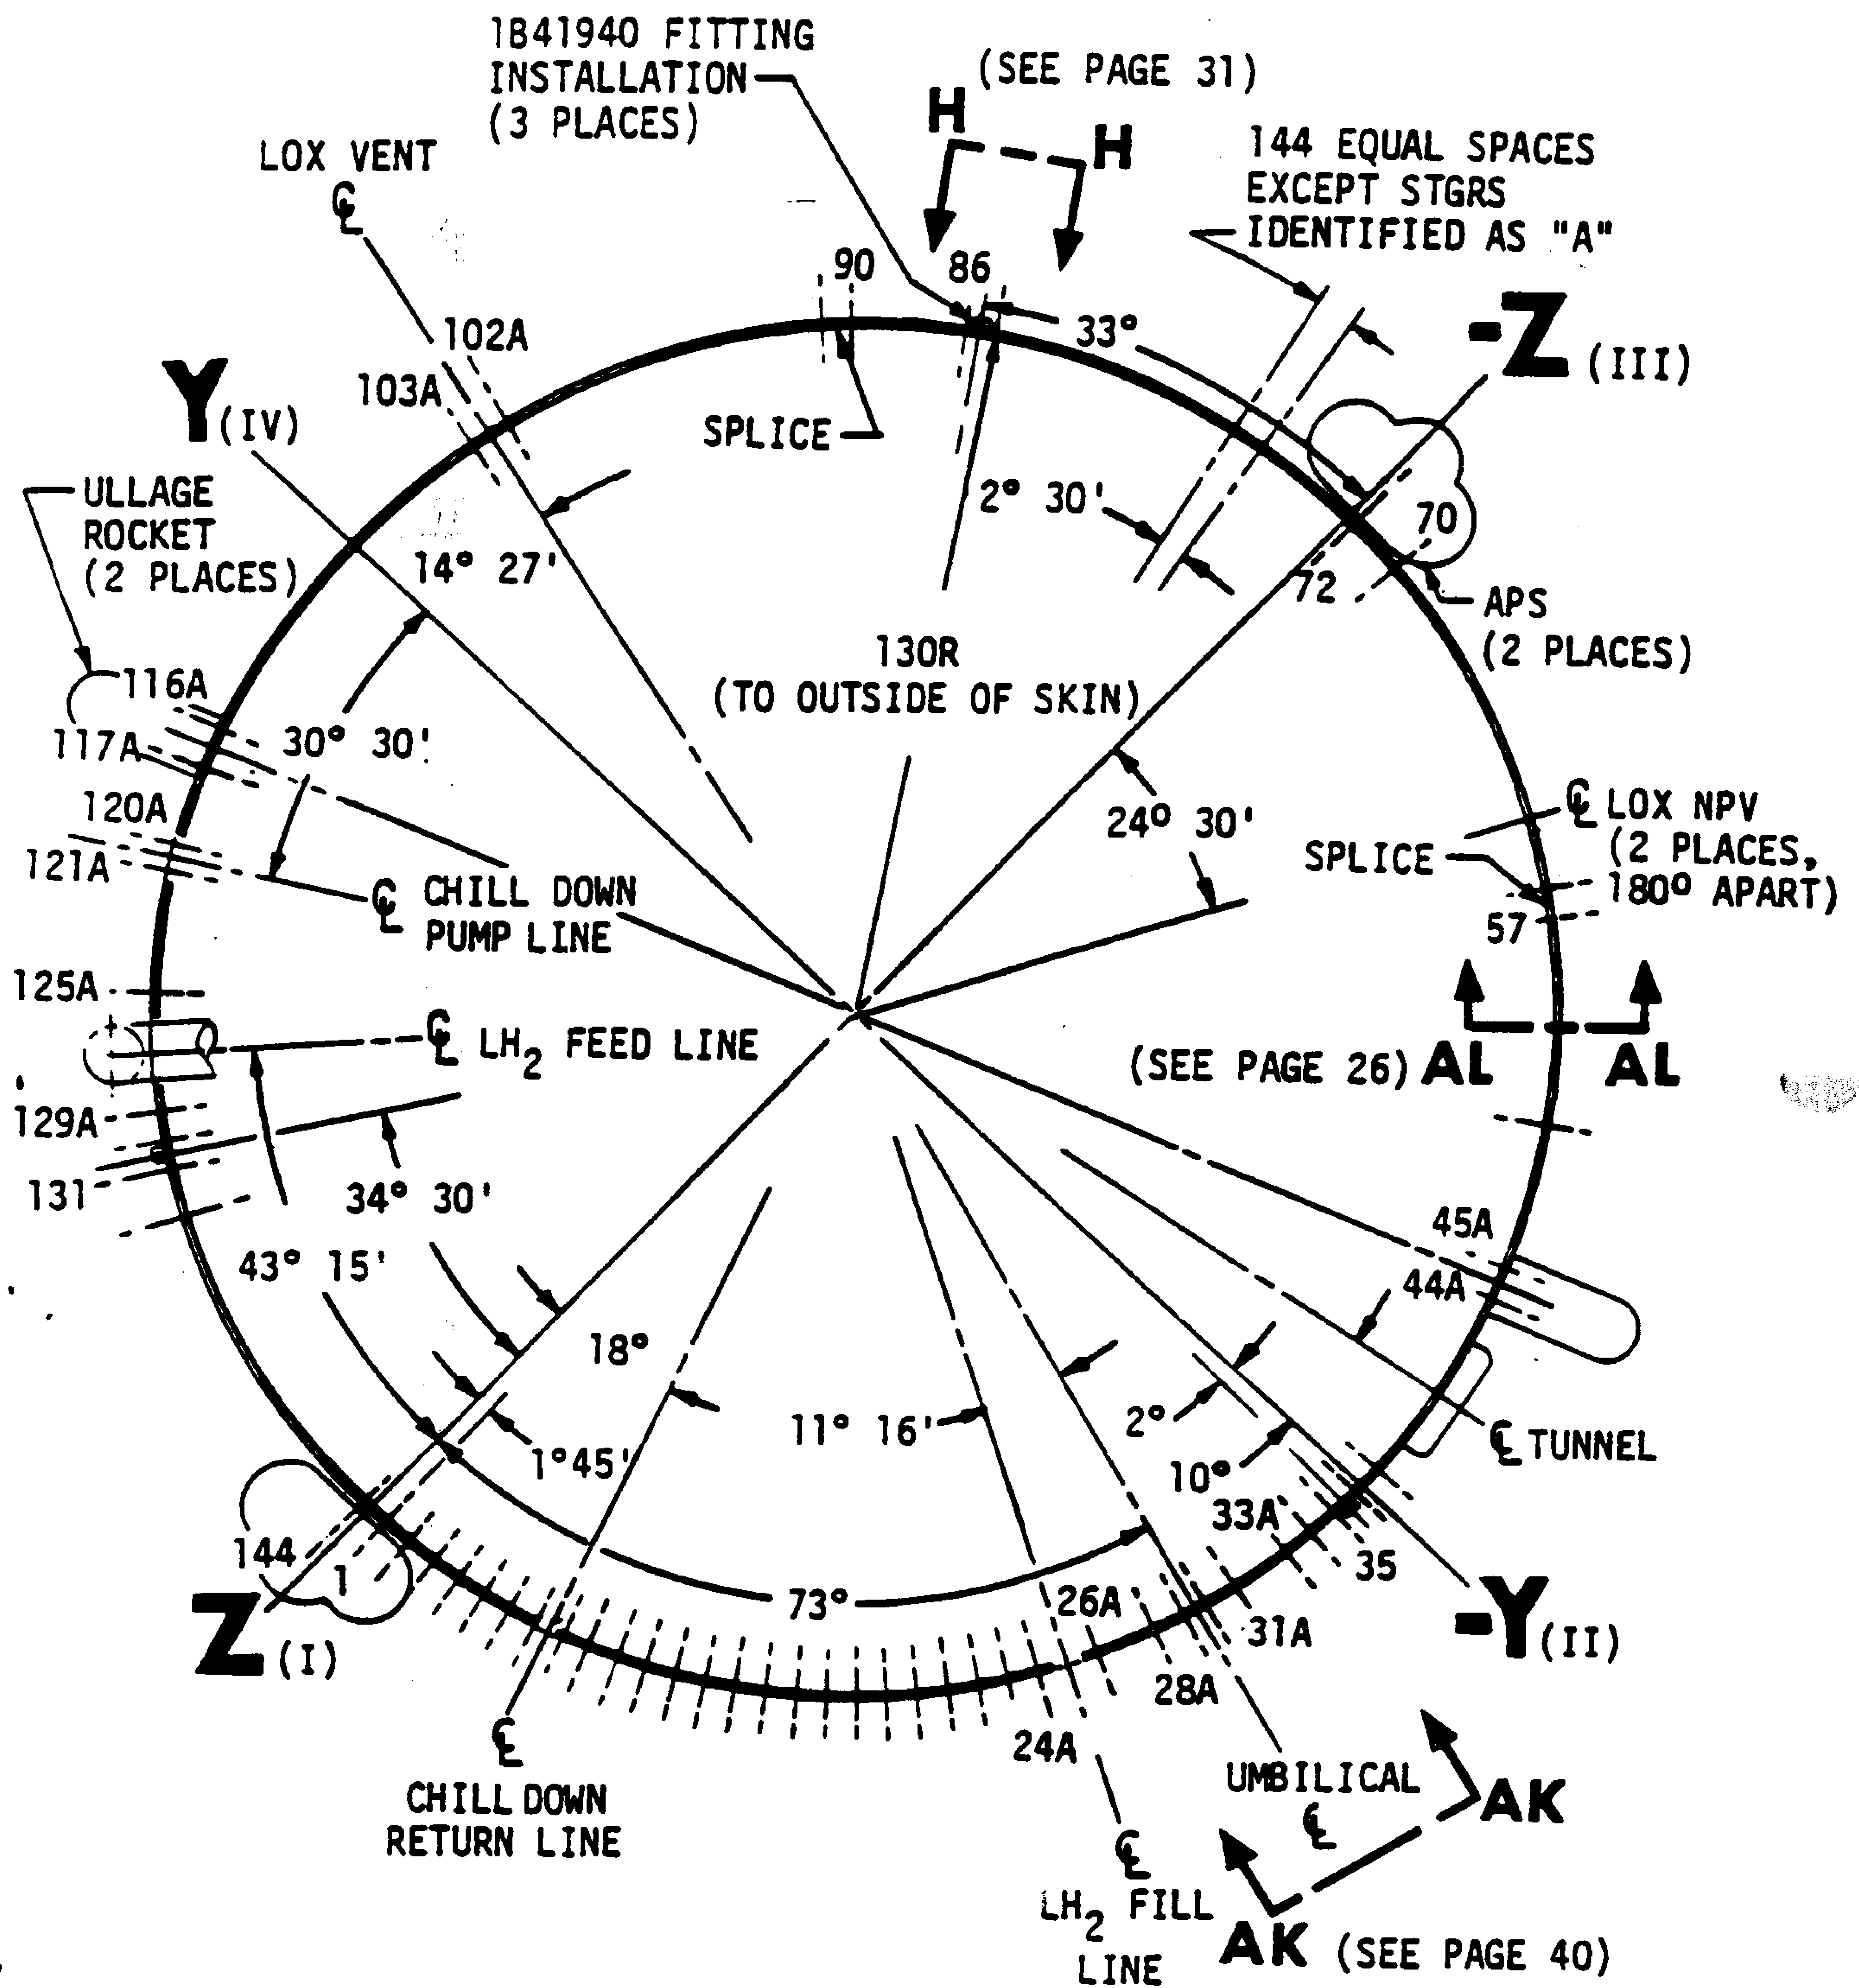 1B41940 FITTING
INSTALLATION
(3 PLACES)
(SEE PAGE 31)
H
H
LOX VENT
℄
144 EQUAL SPACES
EXCEPT STGRS
IDENTIFIED AS "A"
90
86
33°
102A
103A
-Z (III)
Y (IV)
SPLICE
ULLAGE
ROCKET
(2 PLACES)
2° 30'
70
14° 27'
72
APS
(2 PLACES)
130R
(TO OUTSIDE OF SKIN)
116A
117A
30° 30'
120A
121A
24° 30'
℄ LOX NPV
(2 PLACES,
180° APART)
SPLICE
57
℄ CHILL DOWN
PUMP LINE
125A
℄ LH2 FEED LINE
(SEE PAGE 26) AL
AL
129A
131
34° 30'
45A
44A
43° 15'
18°
11° 16'
2°
10°
℄ TUNNEL
1°45'
33A
35
144
1
73°
26A
31A
Z (I)
-Y (II)
28A
24A
℄
CHILL DOWN
RETURN LINE
UMBILICAL
℄
AK
℄
LH2 FILL
LINE
AK (SEE PAGE 40)